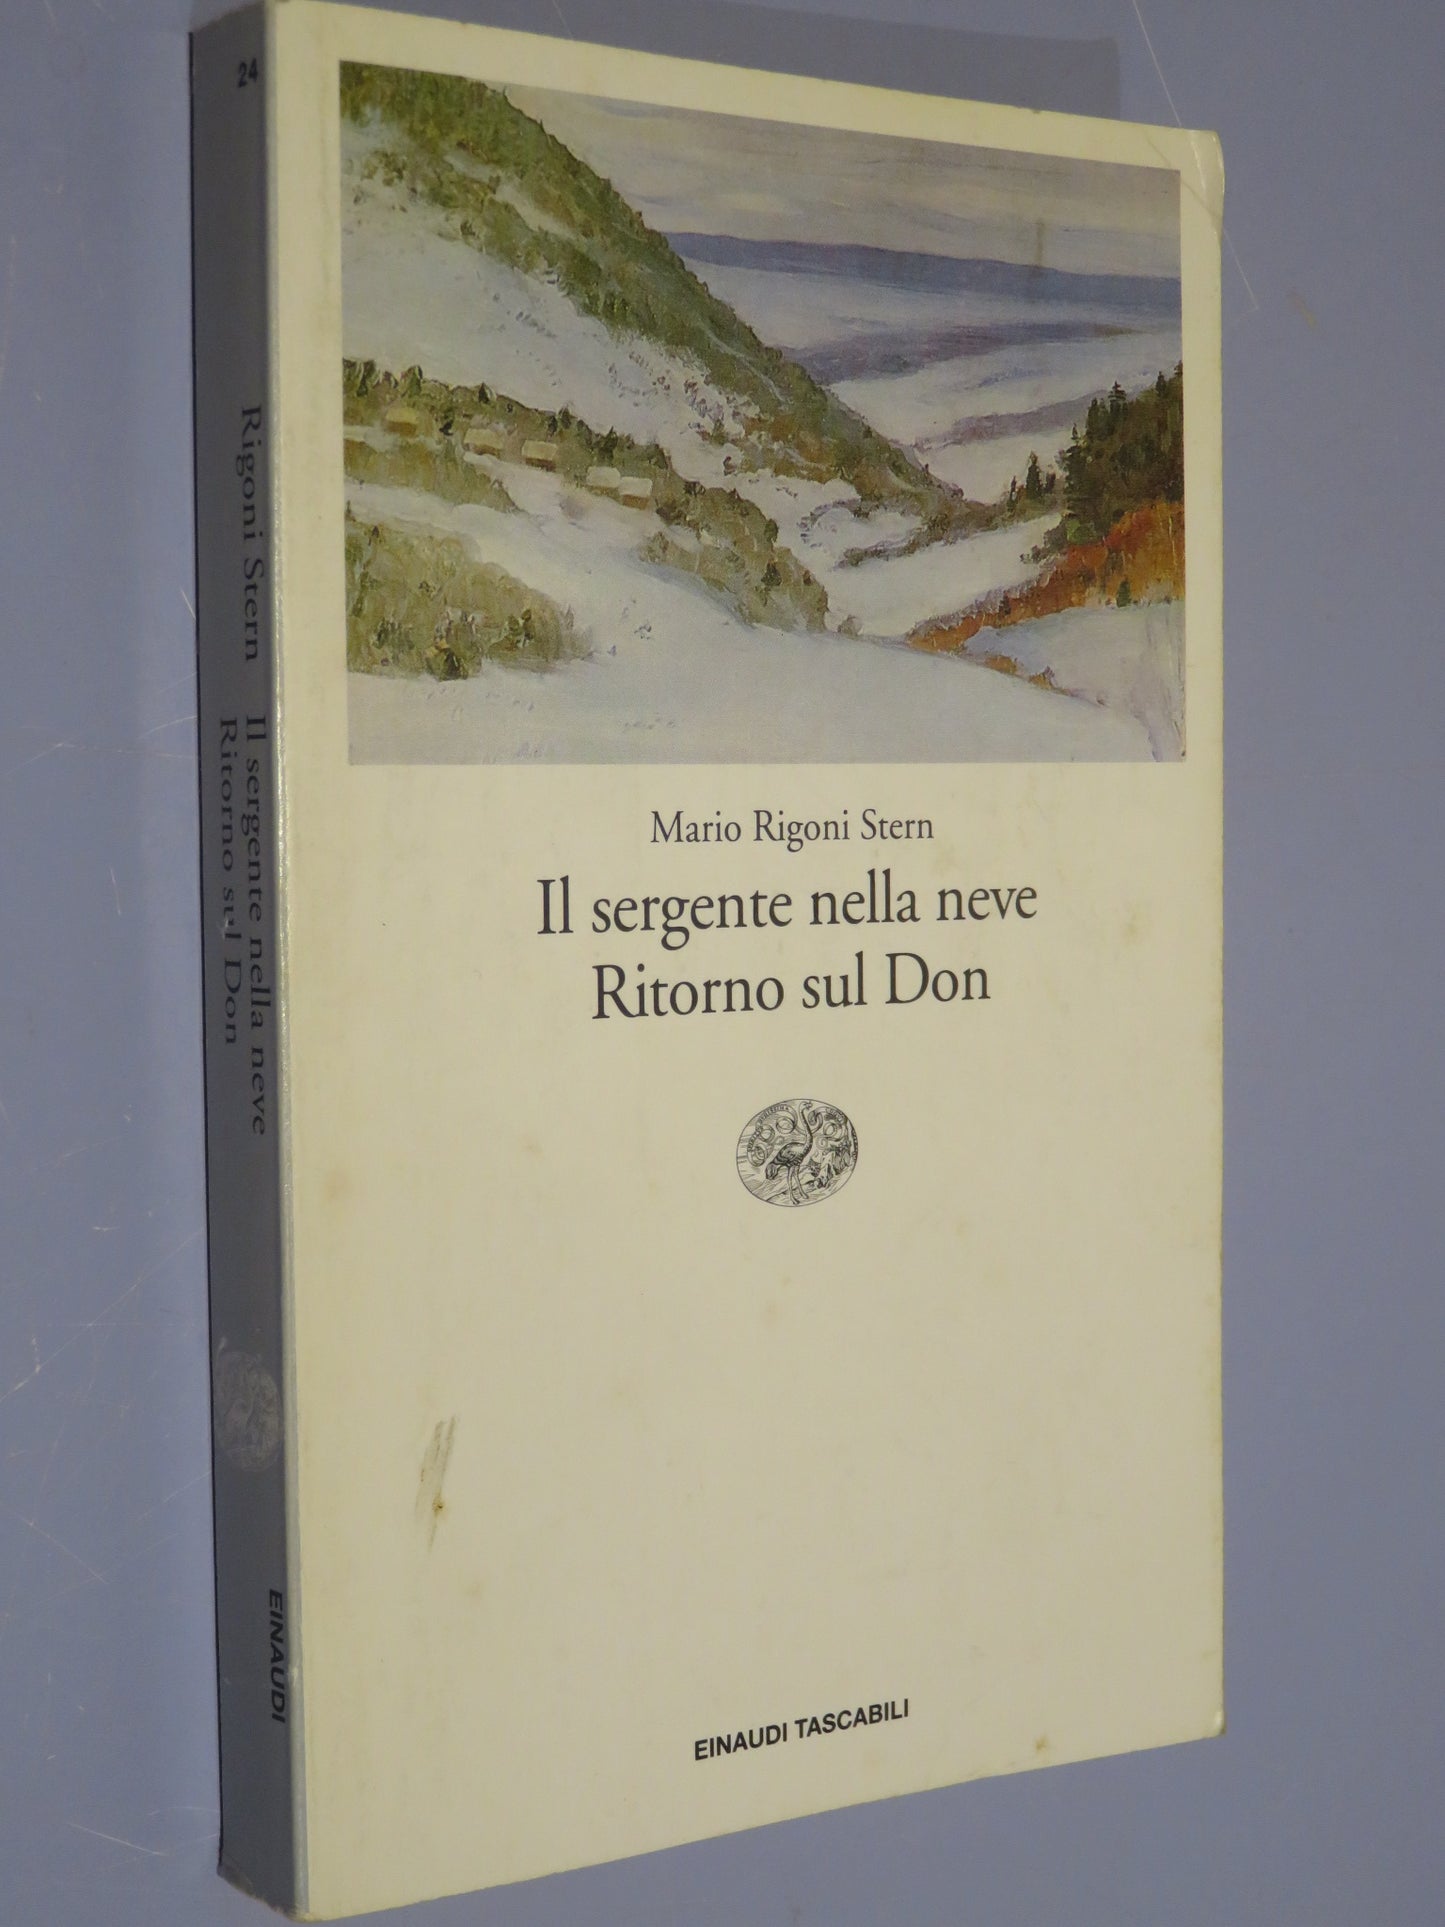 24
Rigoni Stern
Il sergente nella neve
Ritorno sul Don
EINAUDI
Mario Rigoni Stern
Il sergente nella neve
Ritorno sul Don
EINAUDI TASCABILI